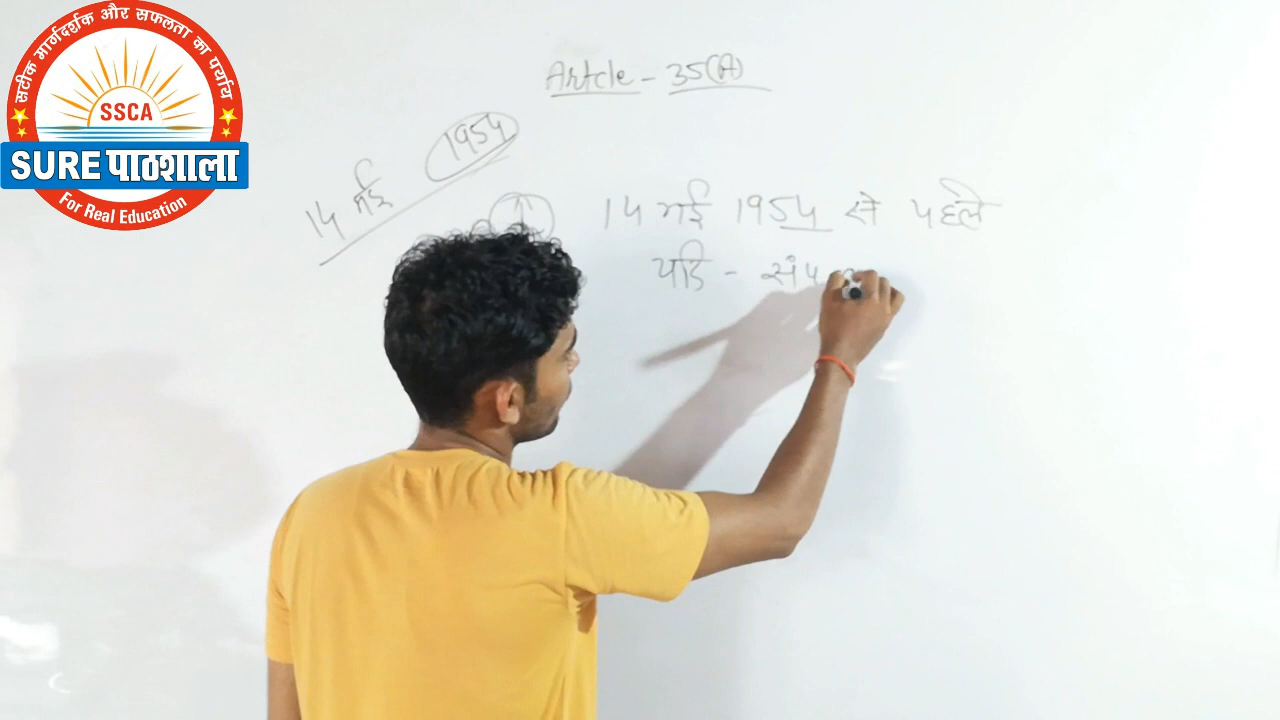 सटीक मार्गदर्शक और सफलता का पर्याय
SSCA
SURE पाठशाला
For Real Education
Artcle - 35(A)
14 मई 1954
14 मई 1954 से पहले
यदि -